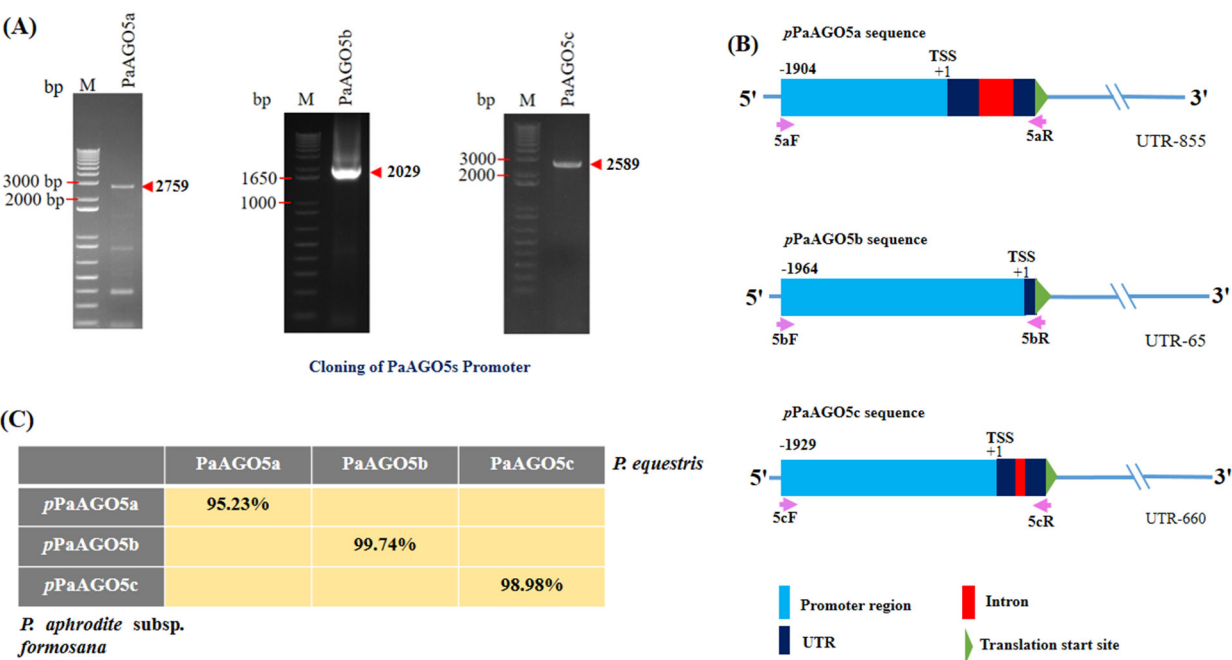 (A)
PaAGO5a
bp
M
3000 bp
2000 bp
2759
PaAGO5b
bp
M
1650
1000
2029
PaAGO5c
bp
M
3000
2000
2589
Cloning of PaAGO5s Promoter
(B)
pPaAGO5a sequence
TSS
-1904
+1
5'
3'
5aF
5aR
UTR-855
pPaAGO5b sequence
TSS
-1964
+1
5'
3'
5bF
5bR
UTR-65
pPaAGO5c sequence
TSS
-1929
+1
5'
3'
5cF
5cR
UTR-660
Promoter region
Intron
UTR
Translation start site
(C)
PaAGO5a PaAGO5b PaAGO5c P. equestris
pPaAGO5a 95.23%
pPaAGO5b 99.74%
pPaAGO5c 98.98%
P. aphrodite subsp.
formosana